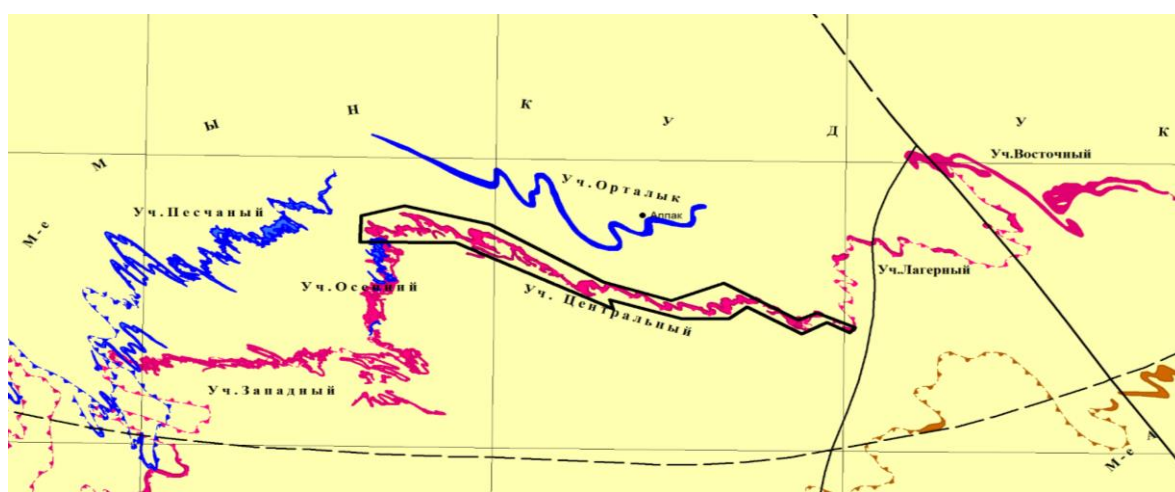 М-е
М Ы Н К У Д У К
Уч.Восточный
Уч.Орталык
Аппак
Уч.Песчаный
Уч.Лагерный
Уч.Осенний
Уч. Центральный
Уч.Западный
А
М-е